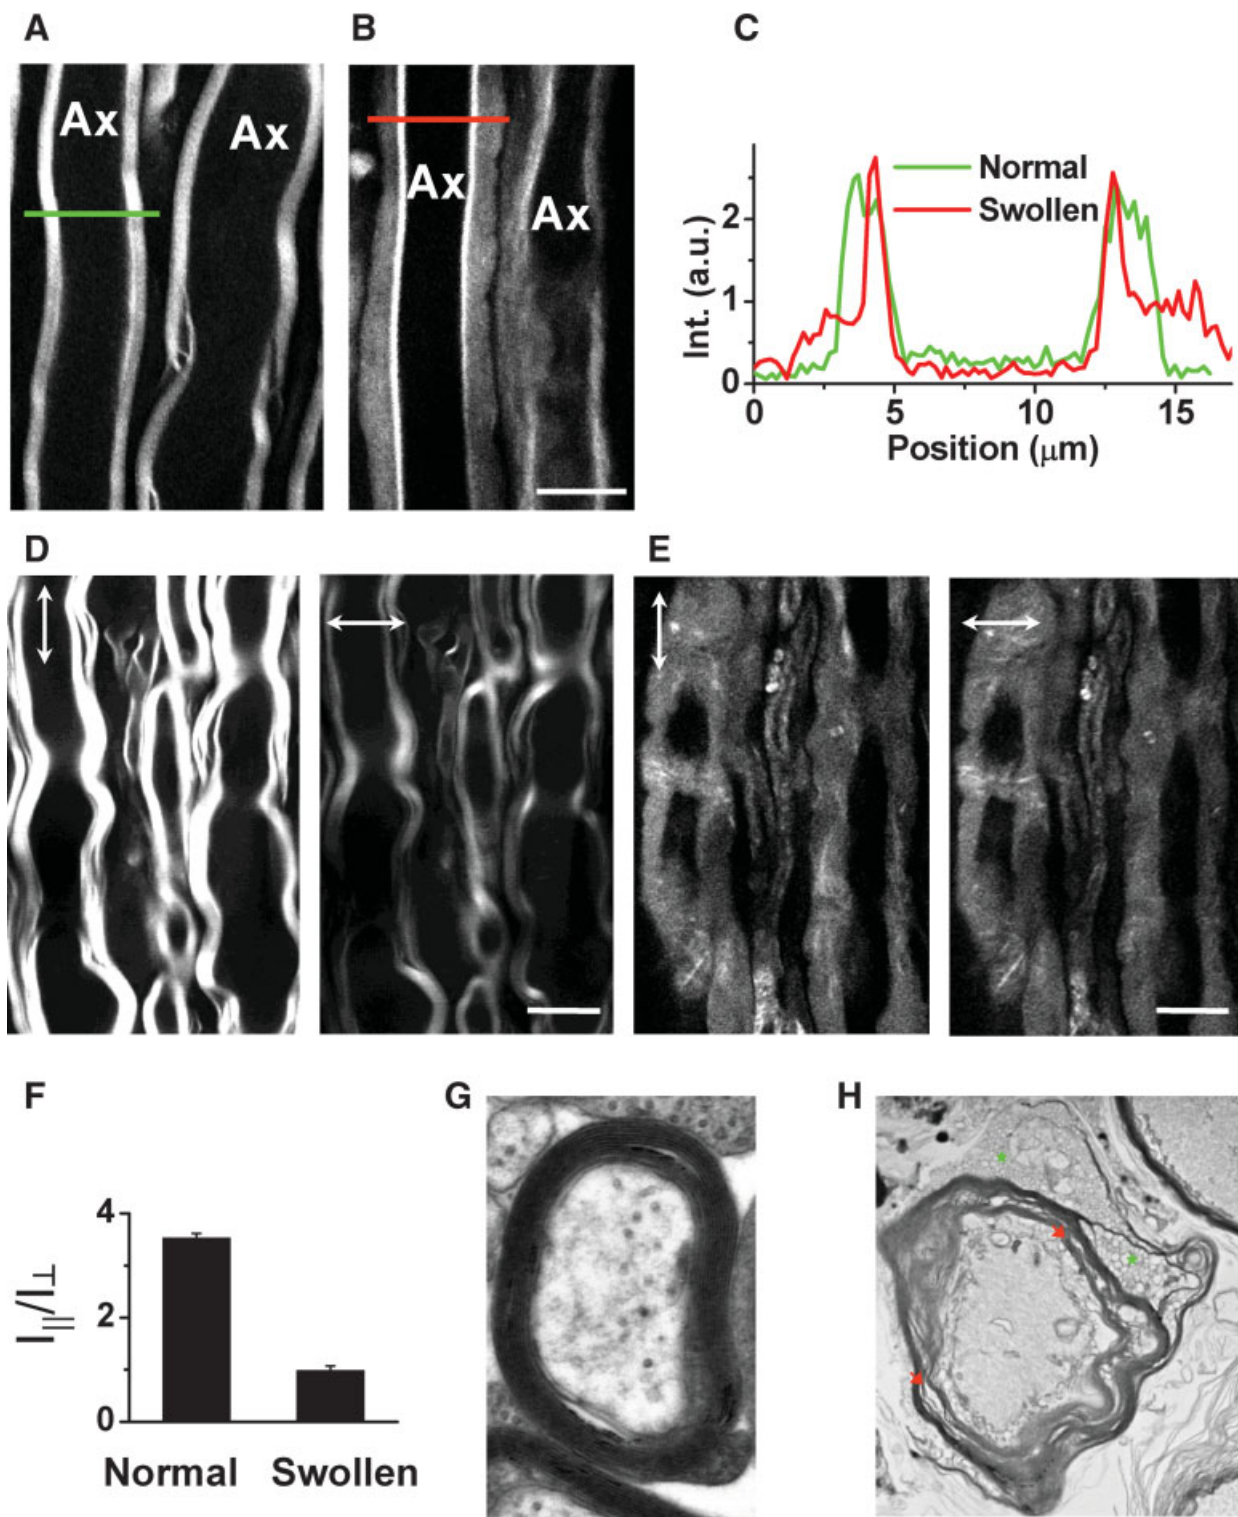 A
B
C
Ax
Ax
Ax
Ax
Normal
Swollen
Int. (a.u.)
2
1
0
0
5
10
15
Position (μm)
D
E
F
G
H
I||/I⊥
4
2
0
Normal
Swollen